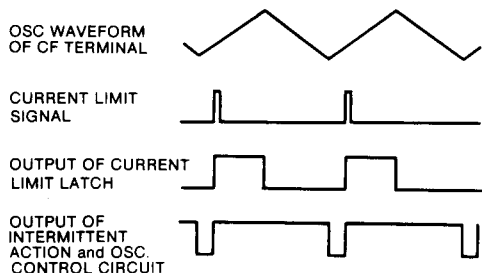 OSC WAVEFORM
OF CF TERMINAL
CURRENT LIMIT
SIGNAL
OUTPUT OF CURRENT
LIMIT LATCH
OUTPUT OF
INTERMITTENT
ACTION and OSC.
CONTROL CIRCUIT